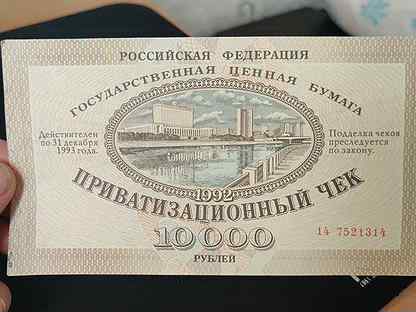 РОССИЙСКАЯ ФЕДЕРАЦИЯ
ГОСУДАРСТВЕННАЯ ЦЕННАЯ БУМАГА
Действителен
по 31 декабря
1993 года.
Подделка чеков
преследуется
по закону.
1992
ПРИВАТИЗАЦИОННЫЙ ЧЕК
10000
РУБЛЕЙ
14 7521314